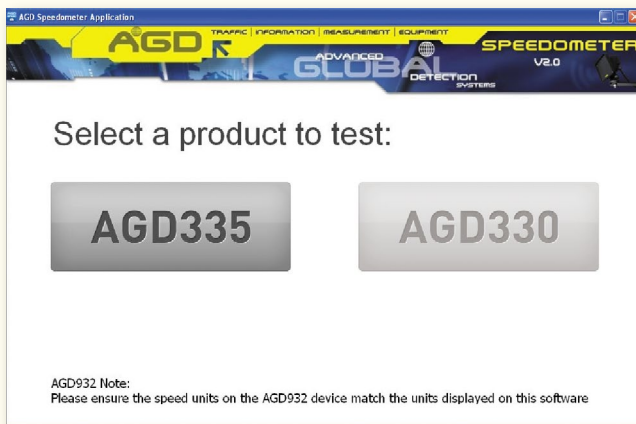 AGD Speedometer Application
AGD
TRAFFIC | INFORMATION | MEASUREMENT | EQUIPMENT
SPEEDOMETER
V2.0
ADVANCED
GLOBAL
DETECTION
SYSTEMS
Select a product to test:
AGD335 AGD330
AGD932 Note:
Please ensure the speed units on the AGD932 device match the units displayed on this software